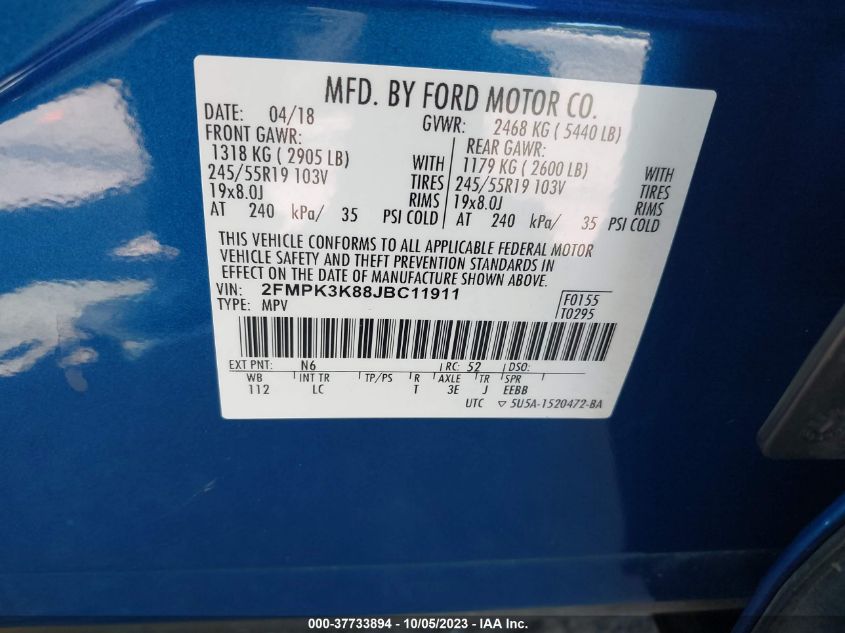 MFD. BY FORD MOTOR CO.
DATE: 04/18 GVWR: 2468 KG ( 5440 LB)
FRONT GAWR: REAR GAWR:
1318 KG ( 2905 LB) WITH 1179 KG ( 2600 LB) WITH
245/55R19 103V TIRES 245/55R19 103V TIRES
19x8.0J RIMS 19x8.0J RIMS
AT 240 kPa/ 35 PSI COLD AT 240 kPa/ 35 PSI COLD
THIS VEHICLE CONFORMS TO ALL APPLICABLE FEDERAL MOTOR
VEHICLE SAFETY AND THEFT PREVENTION STANDARDS IN
EFFECT ON THE DATE OF MANUFACTURE SHOWN ABOVE.
VIN: 2FMPK3K88JBC11911 F0155
TYPE: MPV T0295
EXT PNT: N6 RC: 52 DSO:
WB INT TR TP/PS R AXLE TR SPR
112 LC T 3E J EEBB
UTC ▽ 5U5A-1520472-BA
000-37733894 - 10/05/2023 - IAA Inc.